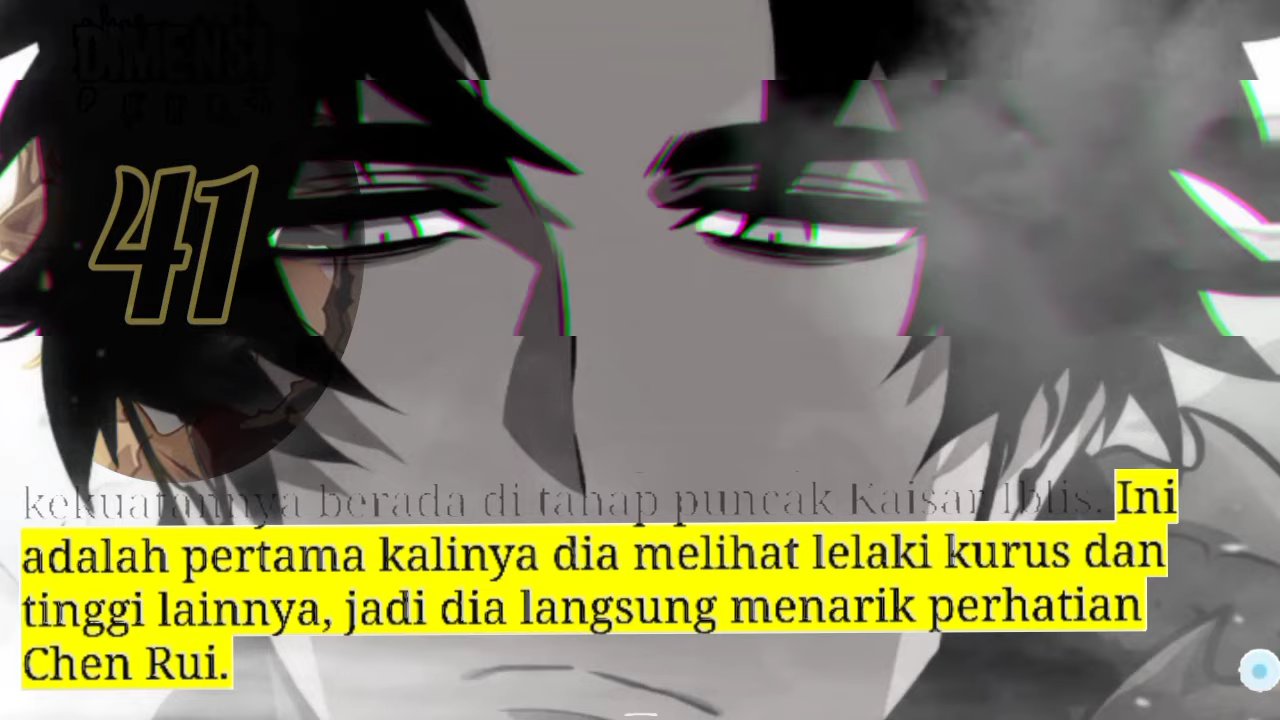 DIMENSI
41
kekuatannya berada di tahap puncak Kaisar Iblis. Ini
adalah pertama kalinya dia melihat lelaki kurus dan
tinggi lainnya, jadi dia langsung menarik perhatian
Chen Rui.